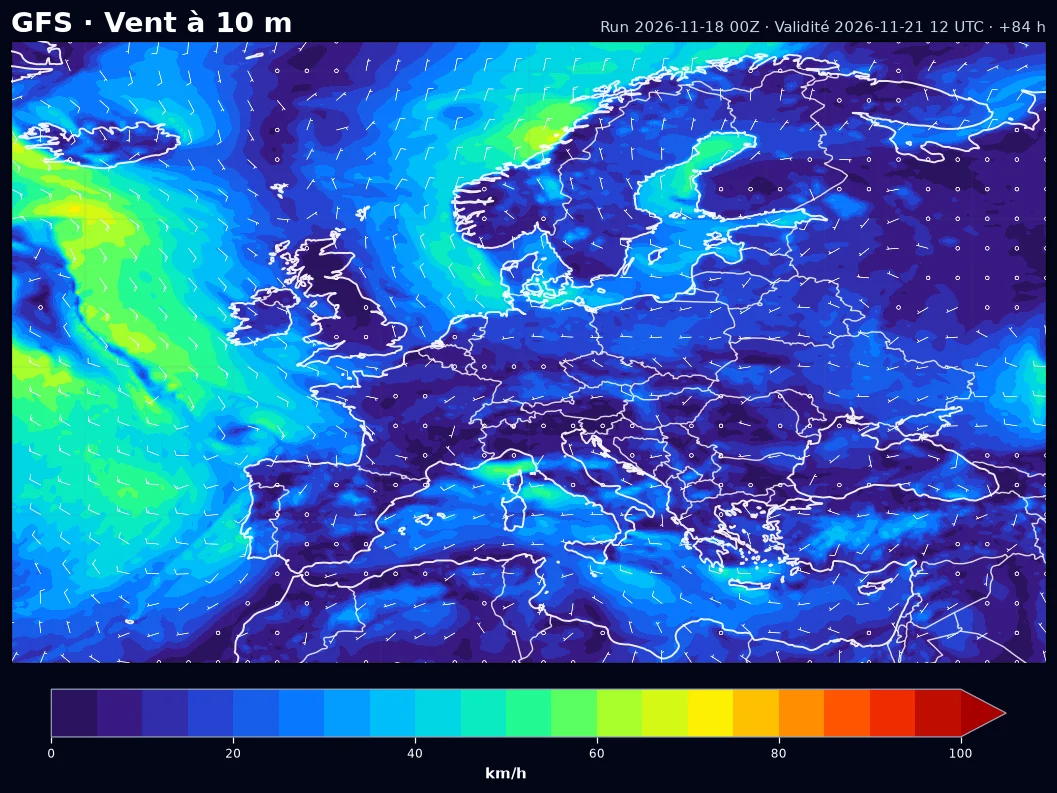 GFS · Vent à 10 m
Run 2026-11-18 00Z · Validité 2026-11-21 12 UTC · +84 h
0 20 40 60 80 100
km/h